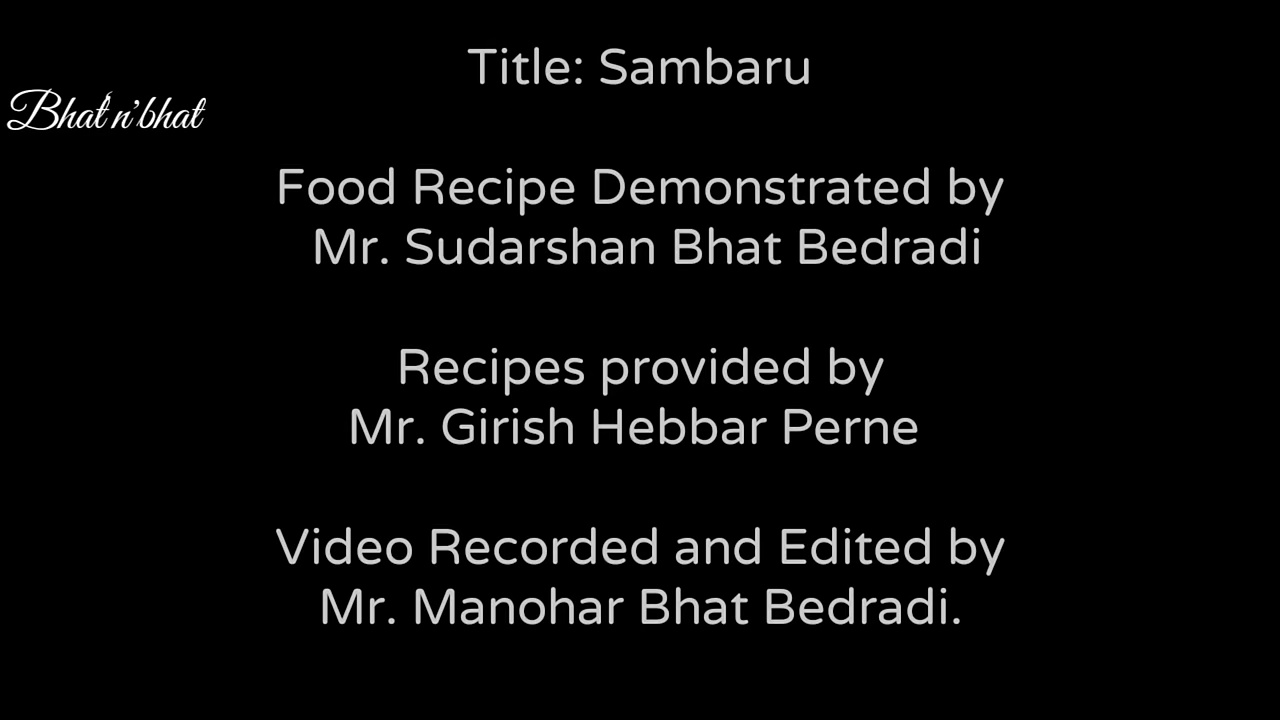 Title: Sambaru
Bhat'n'bhat
Food Recipe Demonstrated by
Mr. Sudarshan Bhat Bedradi
Recipes provided by
Mr. Girish Hebbar Perne
Video Recorded and Edited by
Mr. Manohar Bhat Bedradi.